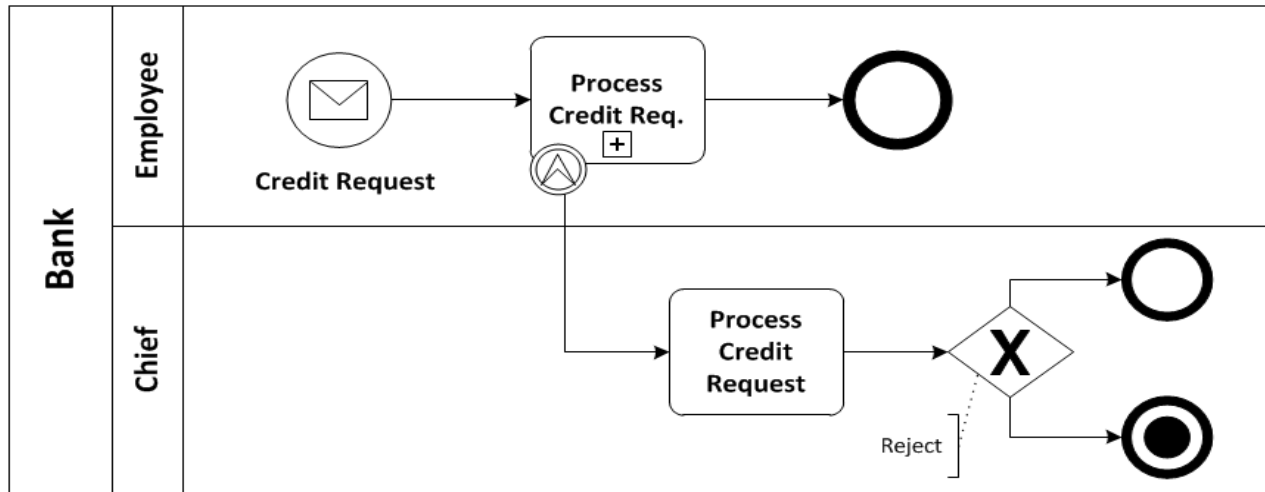 Bank
Employee
Credit Request
Process
Credit Req.
+
Chief
Process
Credit
Request
X
Reject